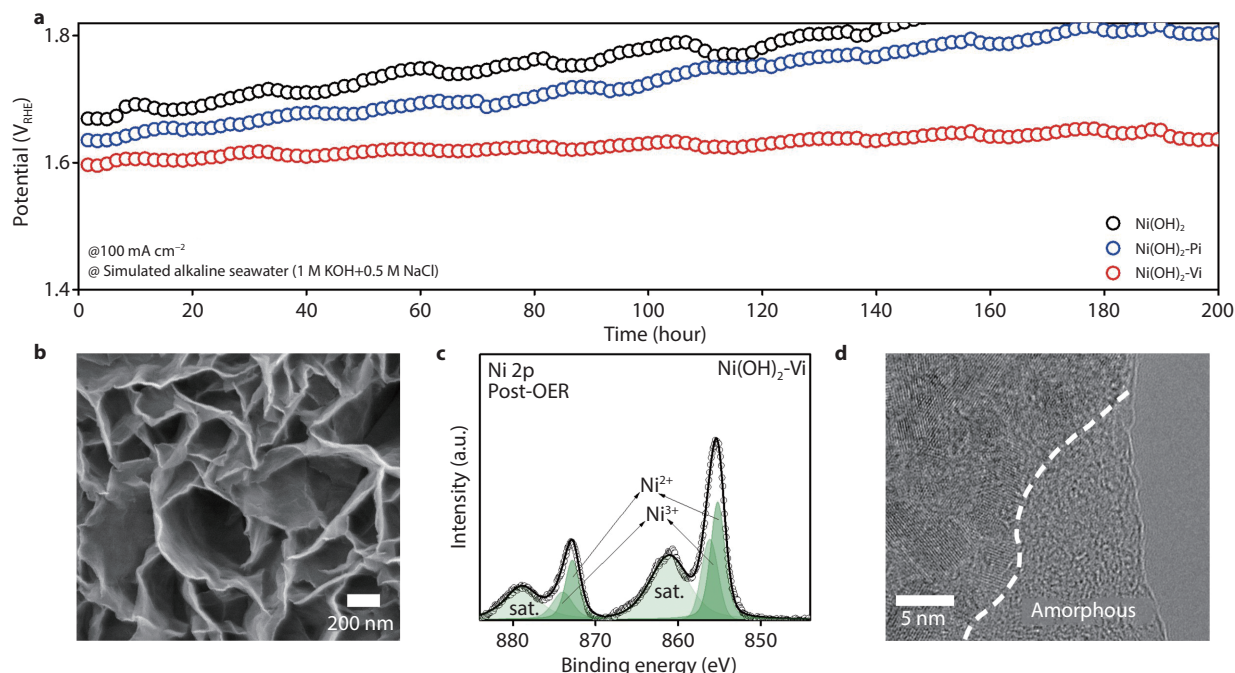 a
1.8
1.6
1.4
Potential (V_RHE)
@100 mA cm⁻²
@ Simulated alkaline seawater (1 M KOH+0.5 M NaCl)
Ni(OH)₂
Ni(OH)₂-Pi
Ni(OH)₂-Vi
0 20 40 60 80 100 120 140 160 180 200
Time (hour)
b
200 nm
c
Ni 2p Ni(OH)₂-Vi
Post-OER
Intensity (a.u.)
Ni²⁺
Ni³⁺
sat. sat.
880 870 860 850
Binding energy (eV)
d
5 nm
Amorphous